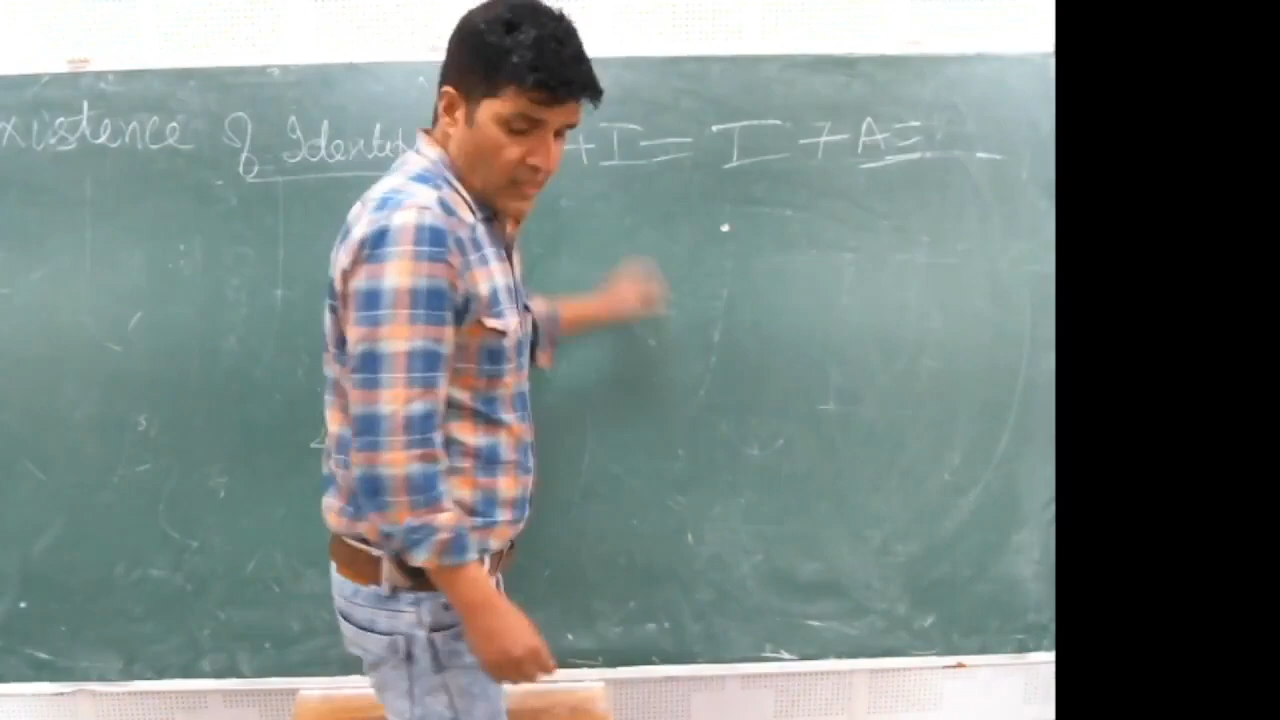 xistence of Identit +I= I +A=